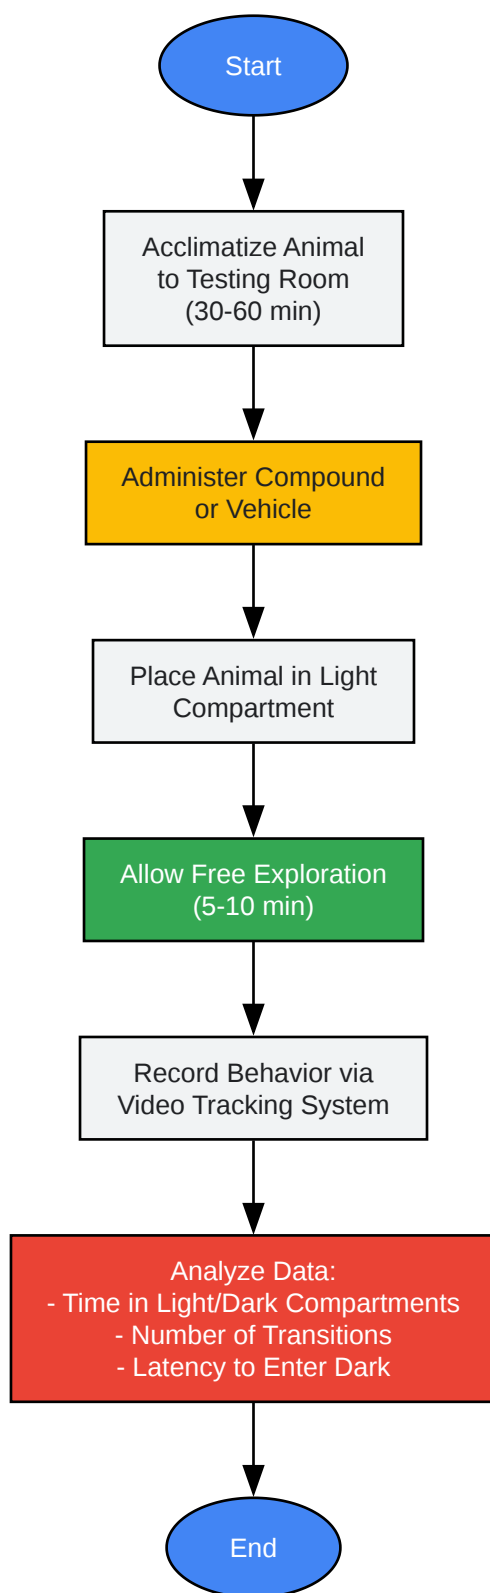 Start
Acclimatize Animal
to Testing Room
(30-60 min)
Administer Compound
or Vehicle
Place Animal in Light
Compartment
Allow Free Exploration
(5-10 min)
Record Behavior via
Video Tracking System
Analyze Data:
- Time in Light/Dark Compartments
- Number of Transitions
- Latency to Enter Dark
End